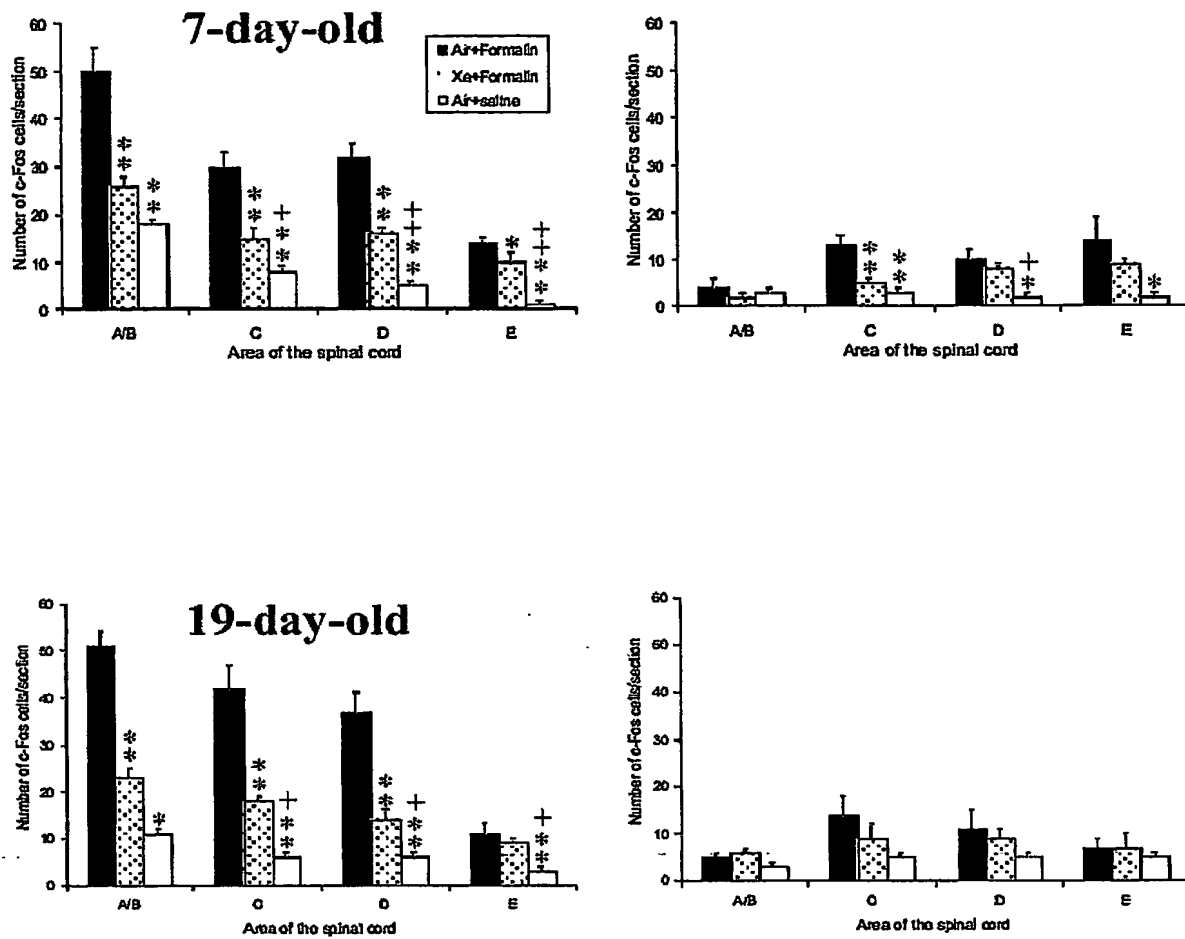 7-day-old
Air+Formalin
Xe+Formalin
Air+saline
Number of c-Fos cells/section
60
50
40
30
20
10
0
**
**
**
+**
**
++**
*
++**
A/B C D E
Area of the spinal cord
Number of c-Fos cells/section
60
50
40
30
20
10
0
**
**
+*
*
A/B C D E
Area of the spinal cord
19-day-old
Number of c-Fos cells/section
60
50
40
30
20
10
0
**
*
**
+**
**
+**
+**
A/B C D E
Area of the spinal cord
Number of c-Fos cells/section
60
50
40
30
20
10
0
A/B C D E
Area of the spinal cord